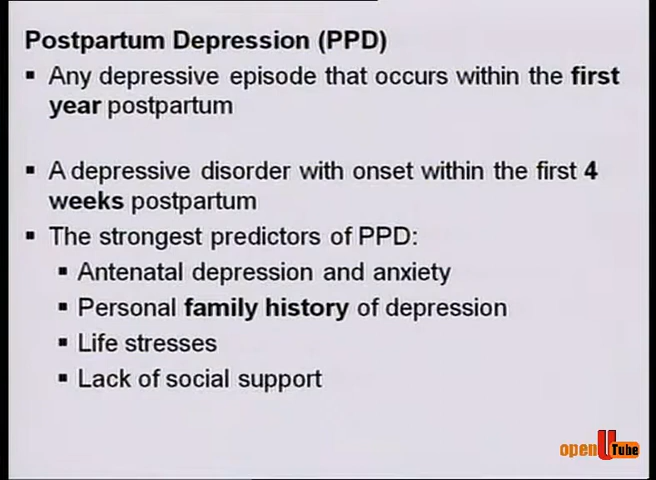 Postpartum Depression (PPD)
▪ Any depressive episode that occurs within the first
year postpartum
▪ A depressive disorder with onset within the first 4
weeks postpartum
▪ The strongest predictors of PPD:
▪ Antenatal depression and anxiety
▪ Personal family history of depression
▪ Life stresses
▪ Lack of social support
openUTube